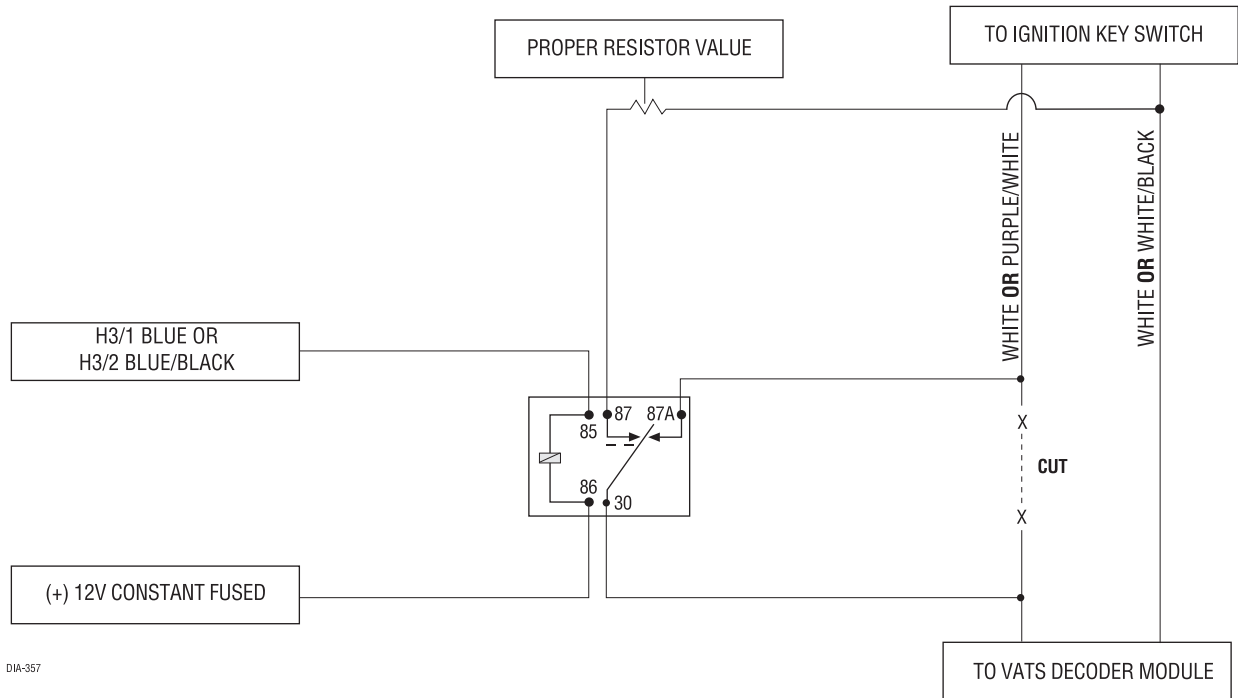 PROPER RESISTOR VALUE
TO IGNITION KEY SWITCH
WHITE OR PURPLE/WHITE
WHITE OR WHITE/BLACK
H3/1 BLUE OR
H3/2 BLUE/BLACK
87
87A
85
86
30
X
CUT
X
(+) 12V CONSTANT FUSED
TO VATS DECODER MODULE
DIA-357